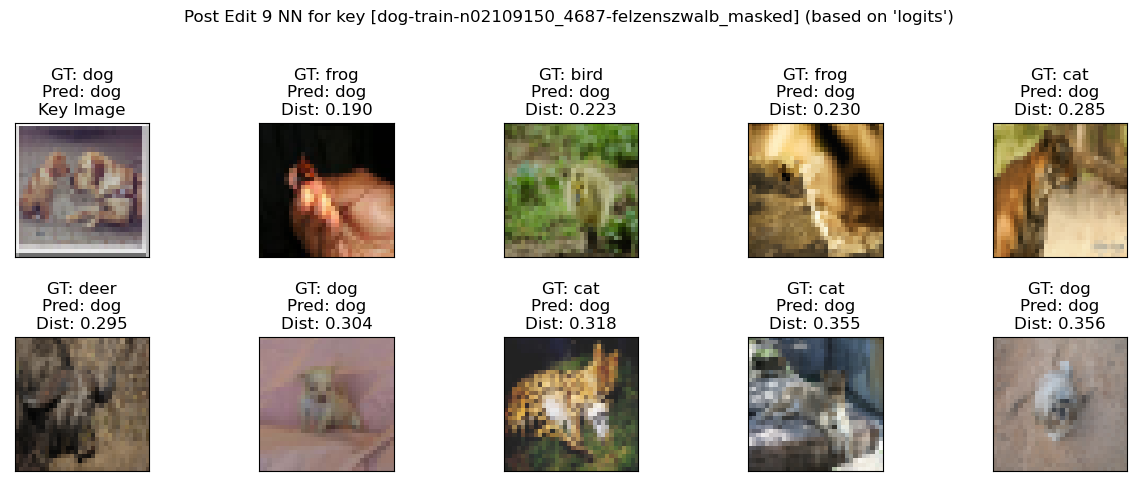 Post Edit 9 NN for key [dog-train-n02109150_4687-felzenszwalb_masked] (based on 'logits')
GT: dog
Pred: dog
Key Image
GT: frog
Pred: dog
Dist: 0.190
GT: bird
Pred: dog
Dist: 0.223
GT: frog
Pred: dog
Dist: 0.230
GT: cat
Pred: dog
Dist: 0.285
GT: deer
Pred: dog
Dist: 0.295
GT: dog
Pred: dog
Dist: 0.304
GT: cat
Pred: dog
Dist: 0.318
GT: cat
Pred: dog
Dist: 0.355
GT: dog
Pred: dog
Dist: 0.356